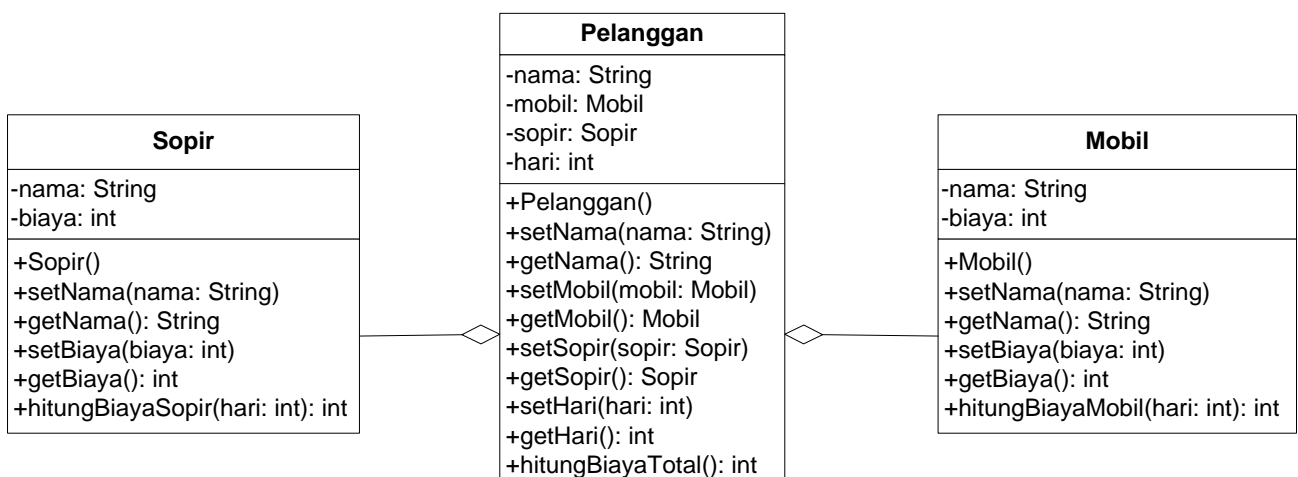 Sopir
-nama: String
-biaya: int
+Sopir()
+setNama(nama: String)
+getNama(): String
+setBiaya(biaya: int)
+getBiaya(): int
+hitungBiayaSopir(hari: int): int
Pelanggan
-nama: String
-mobil: Mobil
-sopir: Sopir
-hari: int
+Pelanggan()
+setNama(nama: String)
+getNama(): String
+setMobil(mobil: Mobil)
+getMobil(): Mobil
+setSopir(sopir: Sopir)
+getSopir(): Sopir
+setHari(hari: int)
+getHari(): int
+hitungBiayaTotal(): int
Mobil
-nama: String
-biaya: int
+Mobil()
+setNama(nama: String)
+getNama(): String
+setBiaya(biaya: int)
+getBiaya(): int
+hitungBiayaMobil(hari: int): int